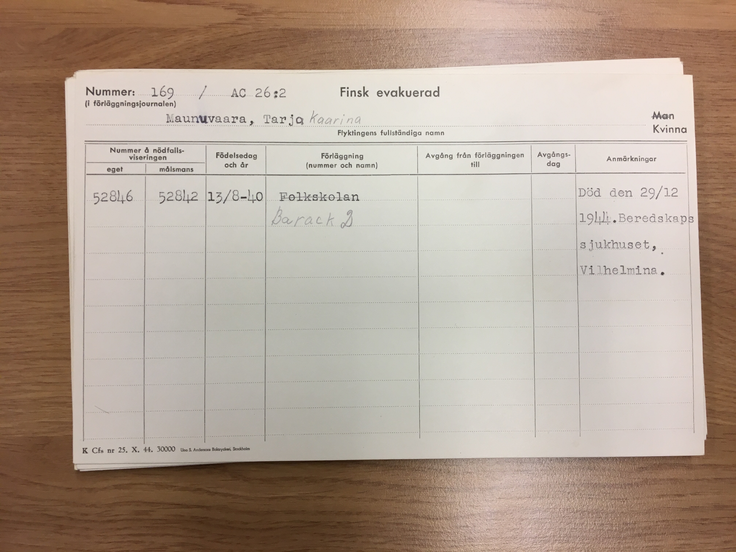 Nummer: 169 / AC 26:2 Finsk evakuerad
(i förläggningsjournalen)
Maunuvaara, Tarja Kaarina Man
Flyktingens fullständiga namn Kvinna
Nummer å nödfalls-
viseringen
eget målsmans
Födelsedag
och år
Förläggning
(nummer och namn)
Avgång från förläggningen
till
Avgångs-
dag
Anmärkningar
52846 52842 13/8-40 Folkskolan Död den 29/12
Barack 1944. Beredskaps
sjukhuset,
Vilhelmina.
K Cfs nr 25. X. 44. 30000